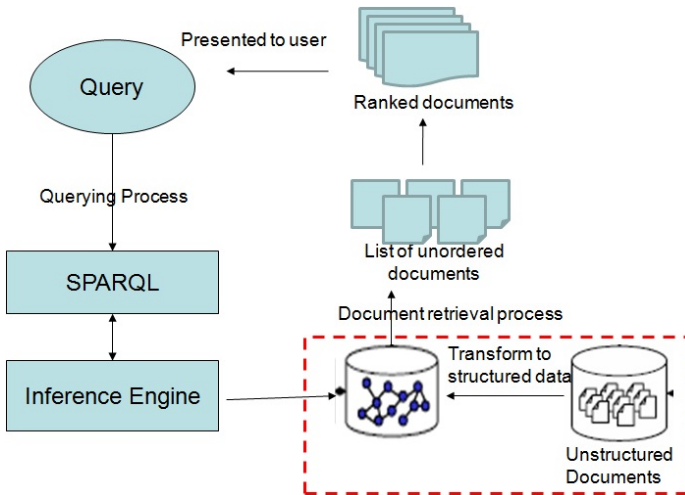 Presented to user
Query
Ranked documents
Querying Process
List of unordered
documents
SPARQL
Document retrieval process
Transform to
structured data
Inference Engine
Unstructured
Documents